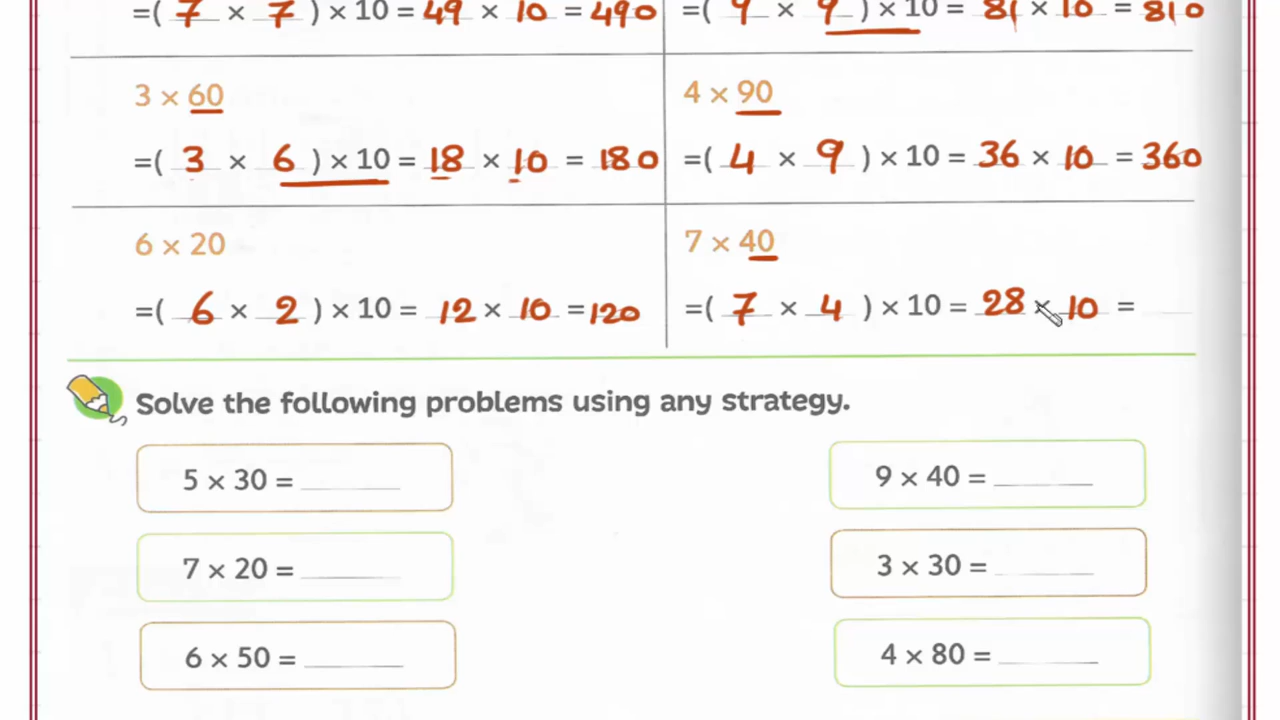 =( 7 × 7 ) × 10 = 49 × 10 = 490
=( 9 × 9 ) × 10 = 81 × 10 = 810
3 × 60
=( 3 × 6 ) × 10 = 18 × 10 = 180
4 × 90
=( 4 × 9 ) × 10 = 36 × 10 = 360
6 × 20
=( 6 × 2 ) × 10 = 12 × 10 = 120
7 × 40
=( 7 × 4 ) × 10 = 28 × 10 =
Solve the following problems using any strategy.
5 × 30 =
9 × 40 =
7 × 20 =
3 × 30 =
6 × 50 =
4 × 80 =